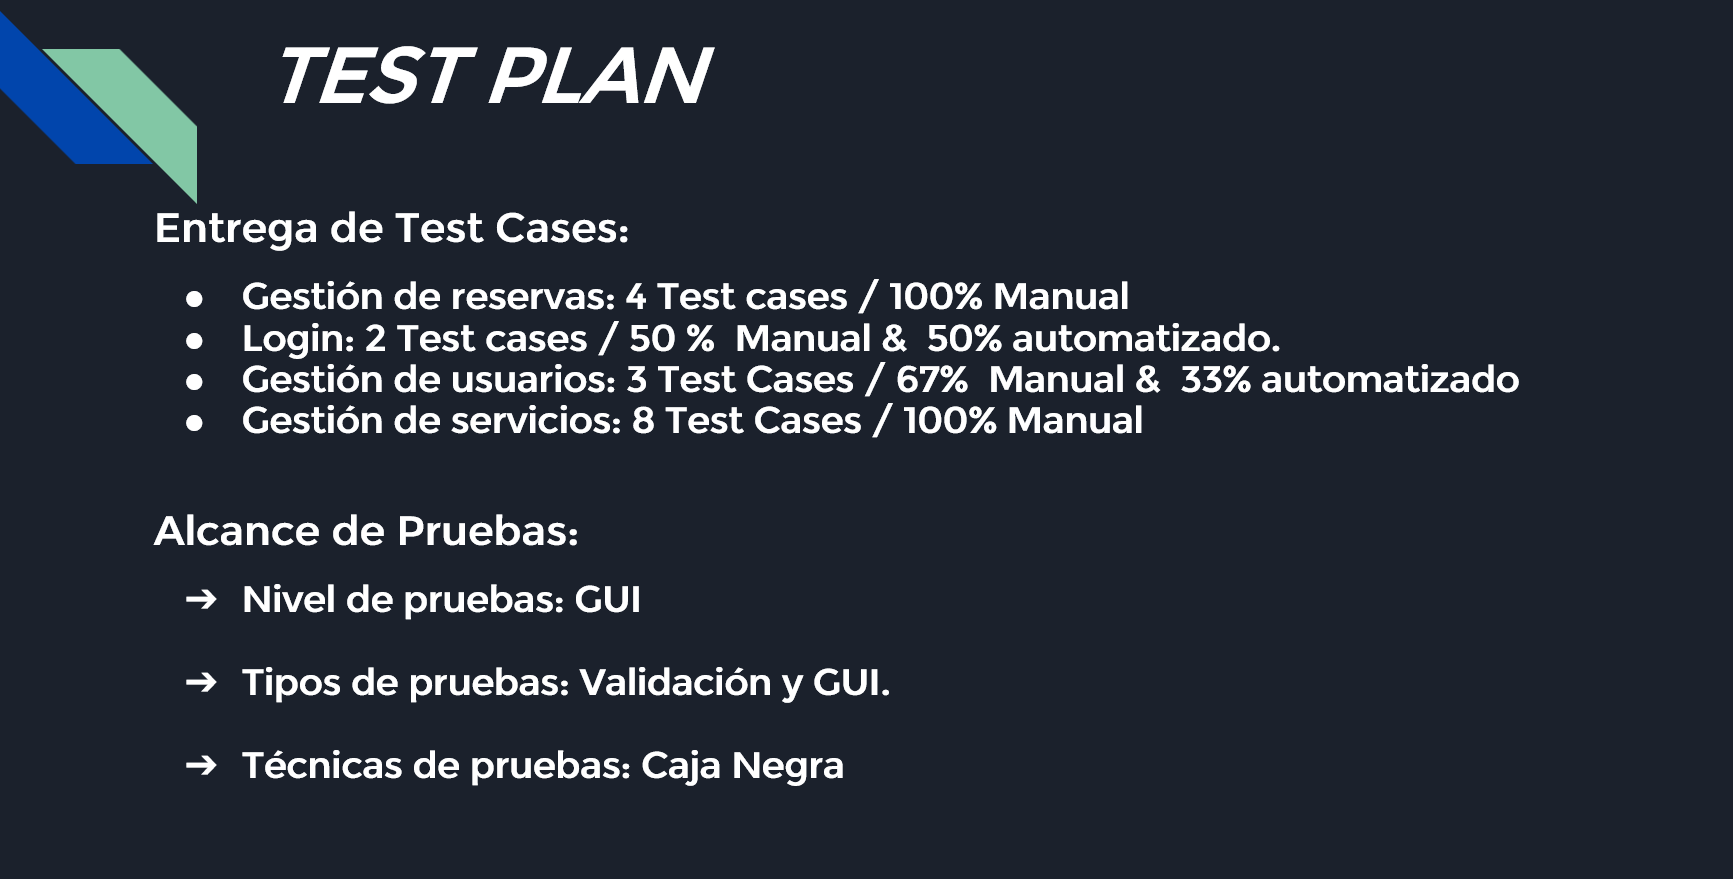 TEST PLAN
Entrega de Test Cases:
● Gestión de reservas: 4 Test cases / 100% Manual
● Login: 2 Test cases / 50 %  Manual &  50% automatizado.
● Gestión de usuarios: 3 Test Cases / 67%  Manual &  33% automatizado
● Gestión de servicios: 8 Test Cases / 100% Manual
Alcance de Pruebas:
➔ Nivel de pruebas: GUI
➔ Tipos de pruebas: Validación y GUI.
➔ Técnicas de pruebas: Caja Negra